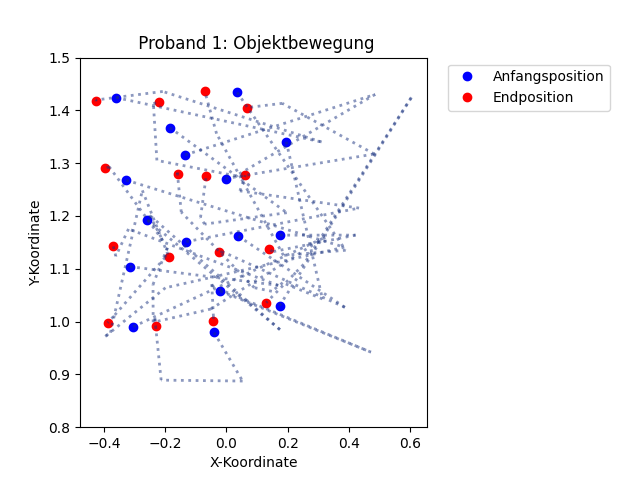 Proband 1: Objektbewegung
Anfangsposition
Endposition
1.5
1.4
1.3
1.2
1.1
1.0
0.9
0.8
Y-Koordinate
−0.4 −0.2 0.0 0.2 0.4 0.6
X-Koordinate